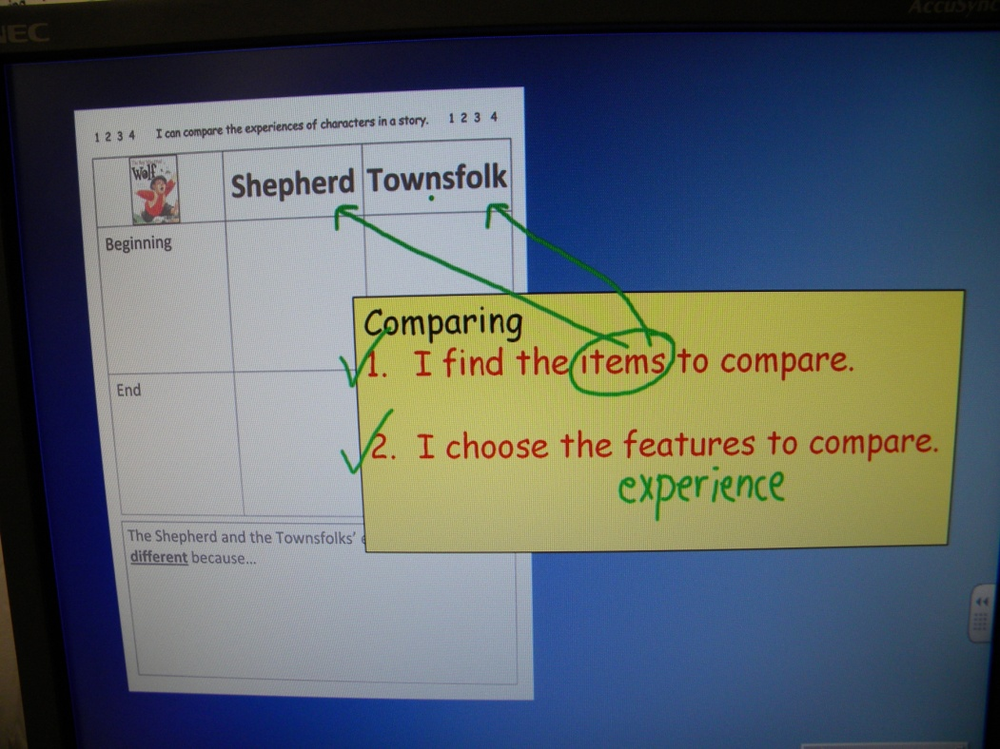 NEC
AccuSync
1 2 3 4 I can compare the experiences of characters in a story. 1 2 3 4
Wolf
Shepherd Townsfolk
Beginning
End
Comparing
1. I find the items to compare.
2. I choose the features to compare.
experience
The Shepherd and the Townsfolks'
different because...